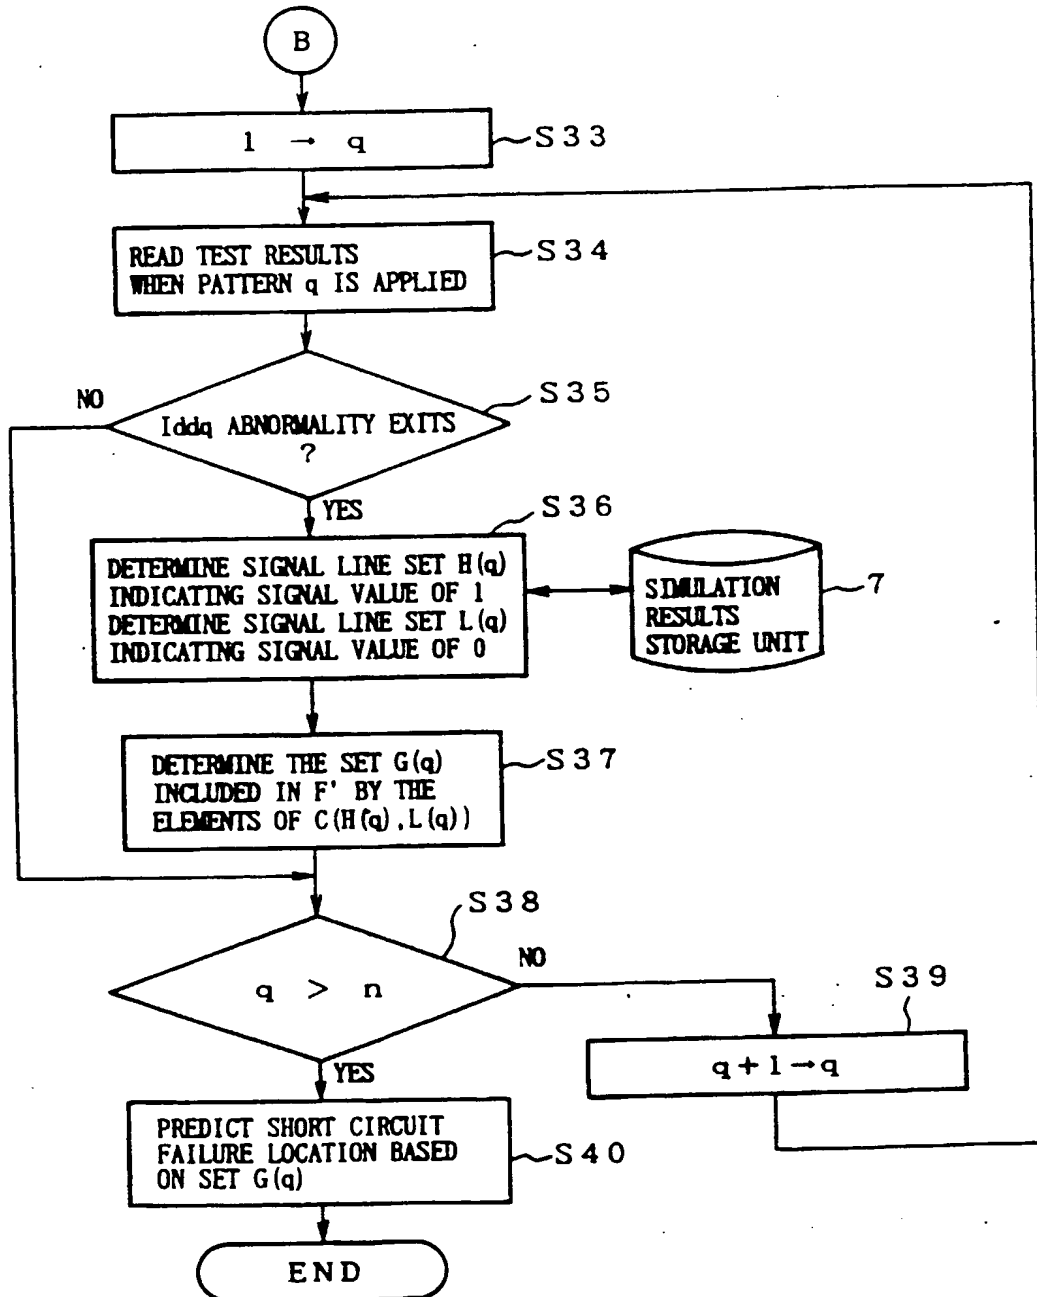 B
1 → q
S33
READ TEST RESULTS
WHEN PATTERN q IS APPLIED
S34
NO
Iddq ABNORMALITY EXITS
?
S35
YES
S36
DETERMINE SIGNAL LINE SET H(q)
INDICATING SIGNAL VALUE OF 1
DETERMINE SIGNAL LINE SET L(q)
INDICATING SIGNAL VALUE OF 0
SIMULATION
RESULTS
STORAGE UNIT
7
DETERMINE THE SET G(q)
INCLUDED IN F' BY THE
ELEMENTS OF C(H(q),L(q))
S37
S38
q > n
NO
S39
q+1→q
YES
PREDICT SHORT CIRCUIT
FAILURE LOCATION BASED
ON SET G(q)
S40
END